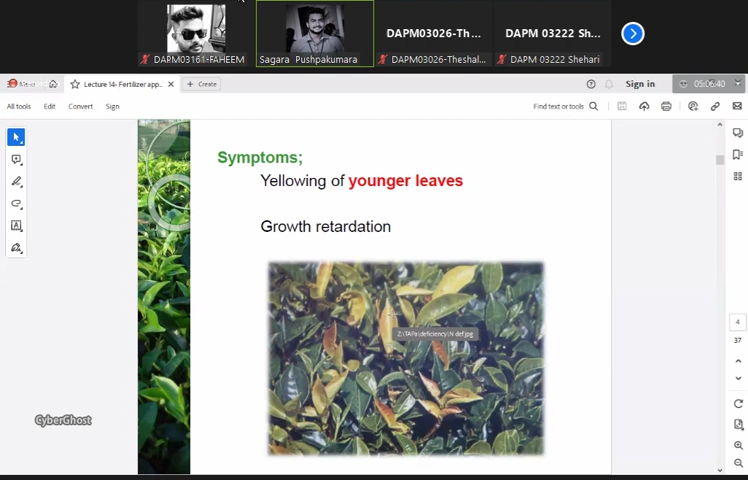 DAPM03161-FAHEEM
Sagara Pushpakumara
DAPM03026-Th...
DAPM03026-Theshal...
DAPM 03222 Sh...
DAPM 03222 Shehari
Menu
Lecture 14- Fertilizer app...
+ Create
Sign in
05:06:40
All tools
Edit
Convert
Sign
Find text or tools
Symptoms;
Yellowing of younger leaves
Growth retardation
Z:\TAPs\deficiency\N def.jpg
CyberGhost
4
37